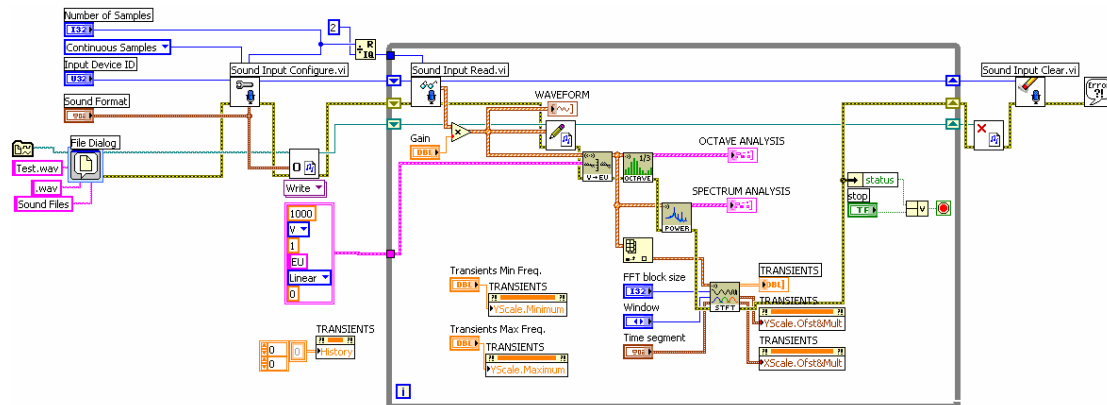 Number of Samples
I32
Continuous Samples
Input Device ID
U32
Sound Format
File Dialog
Test.wav
.wav
Sound Files
2
R
IQ
Sound Input Configure.vi
Write
1000
V
1
EU
Linear
0
TRANSIENTS
History
0
0
0
Sound Input Read.vi
WAVEFORM
Gain
DBL
V→EU
1/3
OCTAVE
OCTAVE ANALYSIS
SPECTRUM ANALYSIS
POWER
Transients Min Freq.
DBL
TRANSIENTS
YScale.Minimum
Transients Max Freq.
DBL
TRANSIENTS
YScale.Maximum
FFT block size
I32
Window
Time segment
STFT
TRANSIENTS
DBL
TRANSIENTS
YScale.Ofst&Mult
TRANSIENTS
XScale.Ofst&Mult
status
stop
TF
V
i
Sound Input Clear.vi
Error
?!